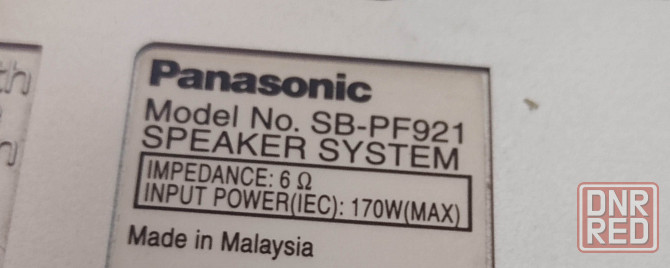 Panasonic
Model No. SB-PF921
SPEAKER SYSTEM
IMPEDANCE: 6 Ω
INPUT POWER(IEC): 170W(MAX)
Made in Malaysia
DNR
RED